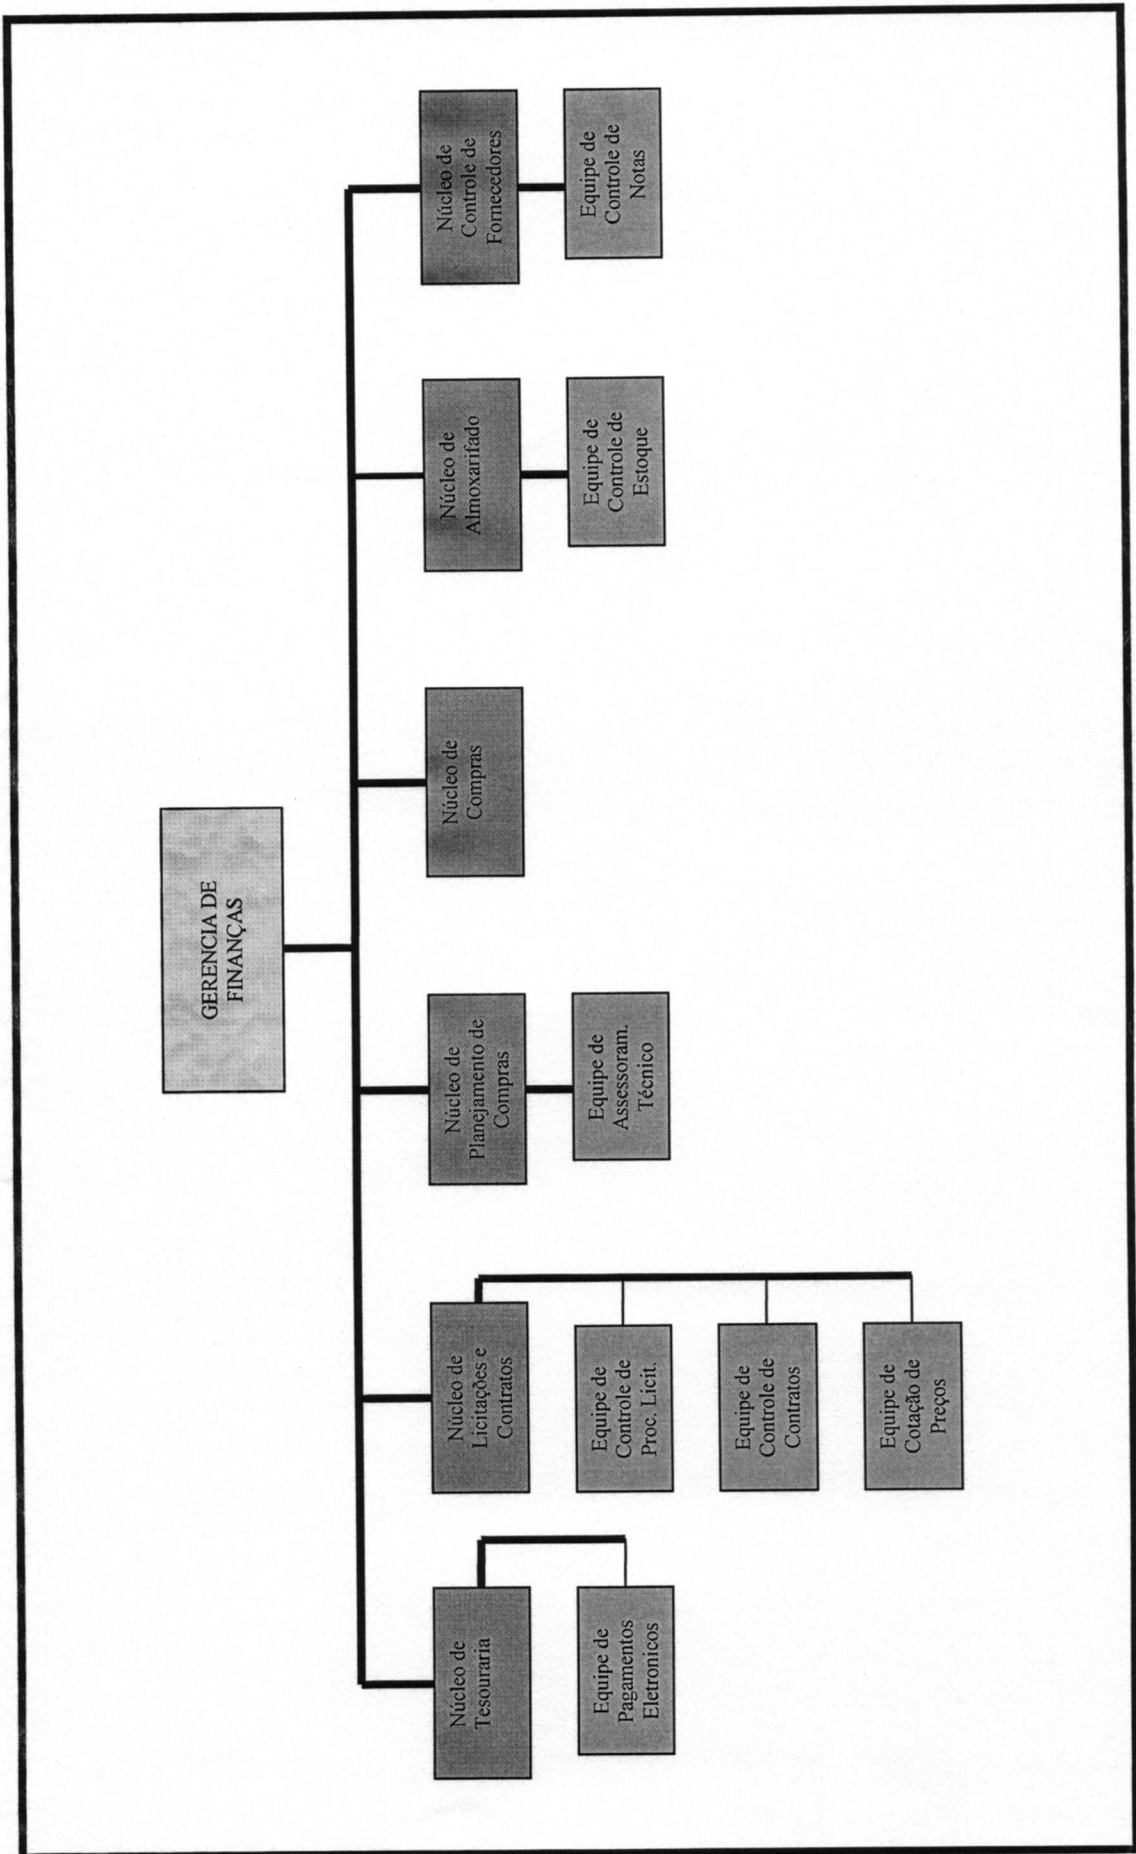 GERENCIA DE
FINANÇAS
Núcleo de
Tesouraria
Núcleo de
Licitações e
Contratos
Núcleo de
Planejamento de
Compras
Núcleo de
Compras
Núcleo de
Almoxarifado
Núcleo de
Controle de
Fornecedores
Equipe de
Pagamentos
Eletronicos
Equipe de
Controle de
Proc. Licit.
Equipe de
Assessoram.
Técnico
Equipe de
Controle de
Estoque
Equipe de
Controle de
Notas
Equipe de
Controle de
Contratos
Equipe de
Cotação de
Preços